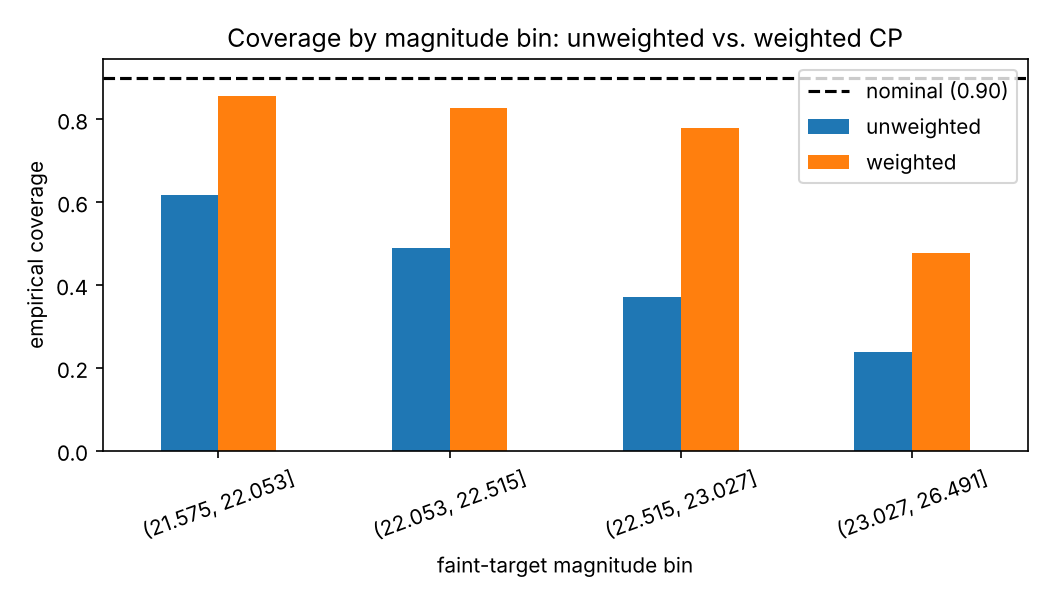 Coverage by magnitude bin: unweighted vs. weighted CP
nominal (0.90)
unweighted
weighted
empirical coverage
0.8
0.6
0.4
0.2
0.0
(21.575, 22.053]
(22.053, 22.515]
(22.515, 23.027]
(23.027, 26.491]
faint-target magnitude bin